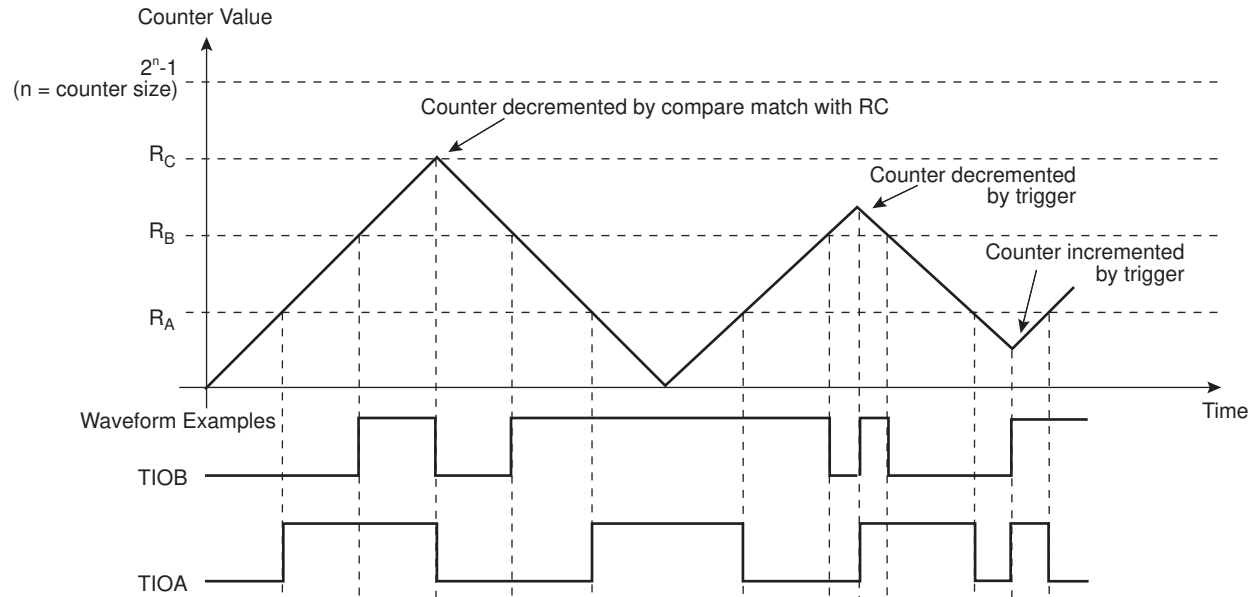 Counter Value
2ⁿ-1
(n = counter size)
Counter decremented by compare match with RC
R_C
Counter decremented
by trigger
R_B
Counter incremented
by trigger
R_A
Time
Waveform Examples
TIOB
TIOA